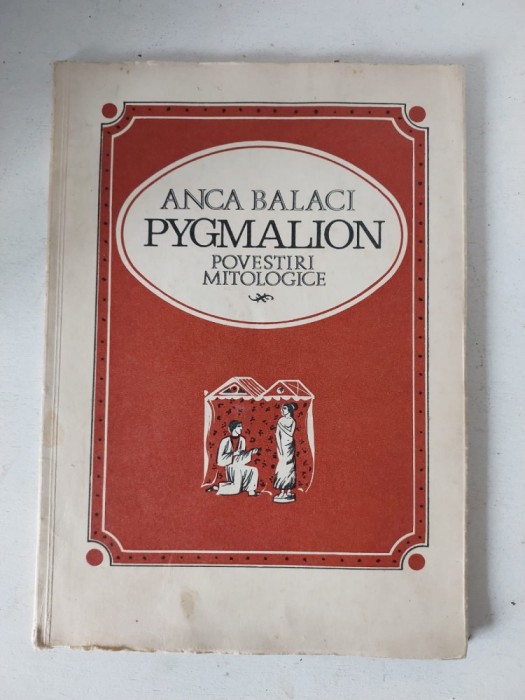 ANCA BALACI
PYGMALION
POVESTIRI
MITOLOGICE